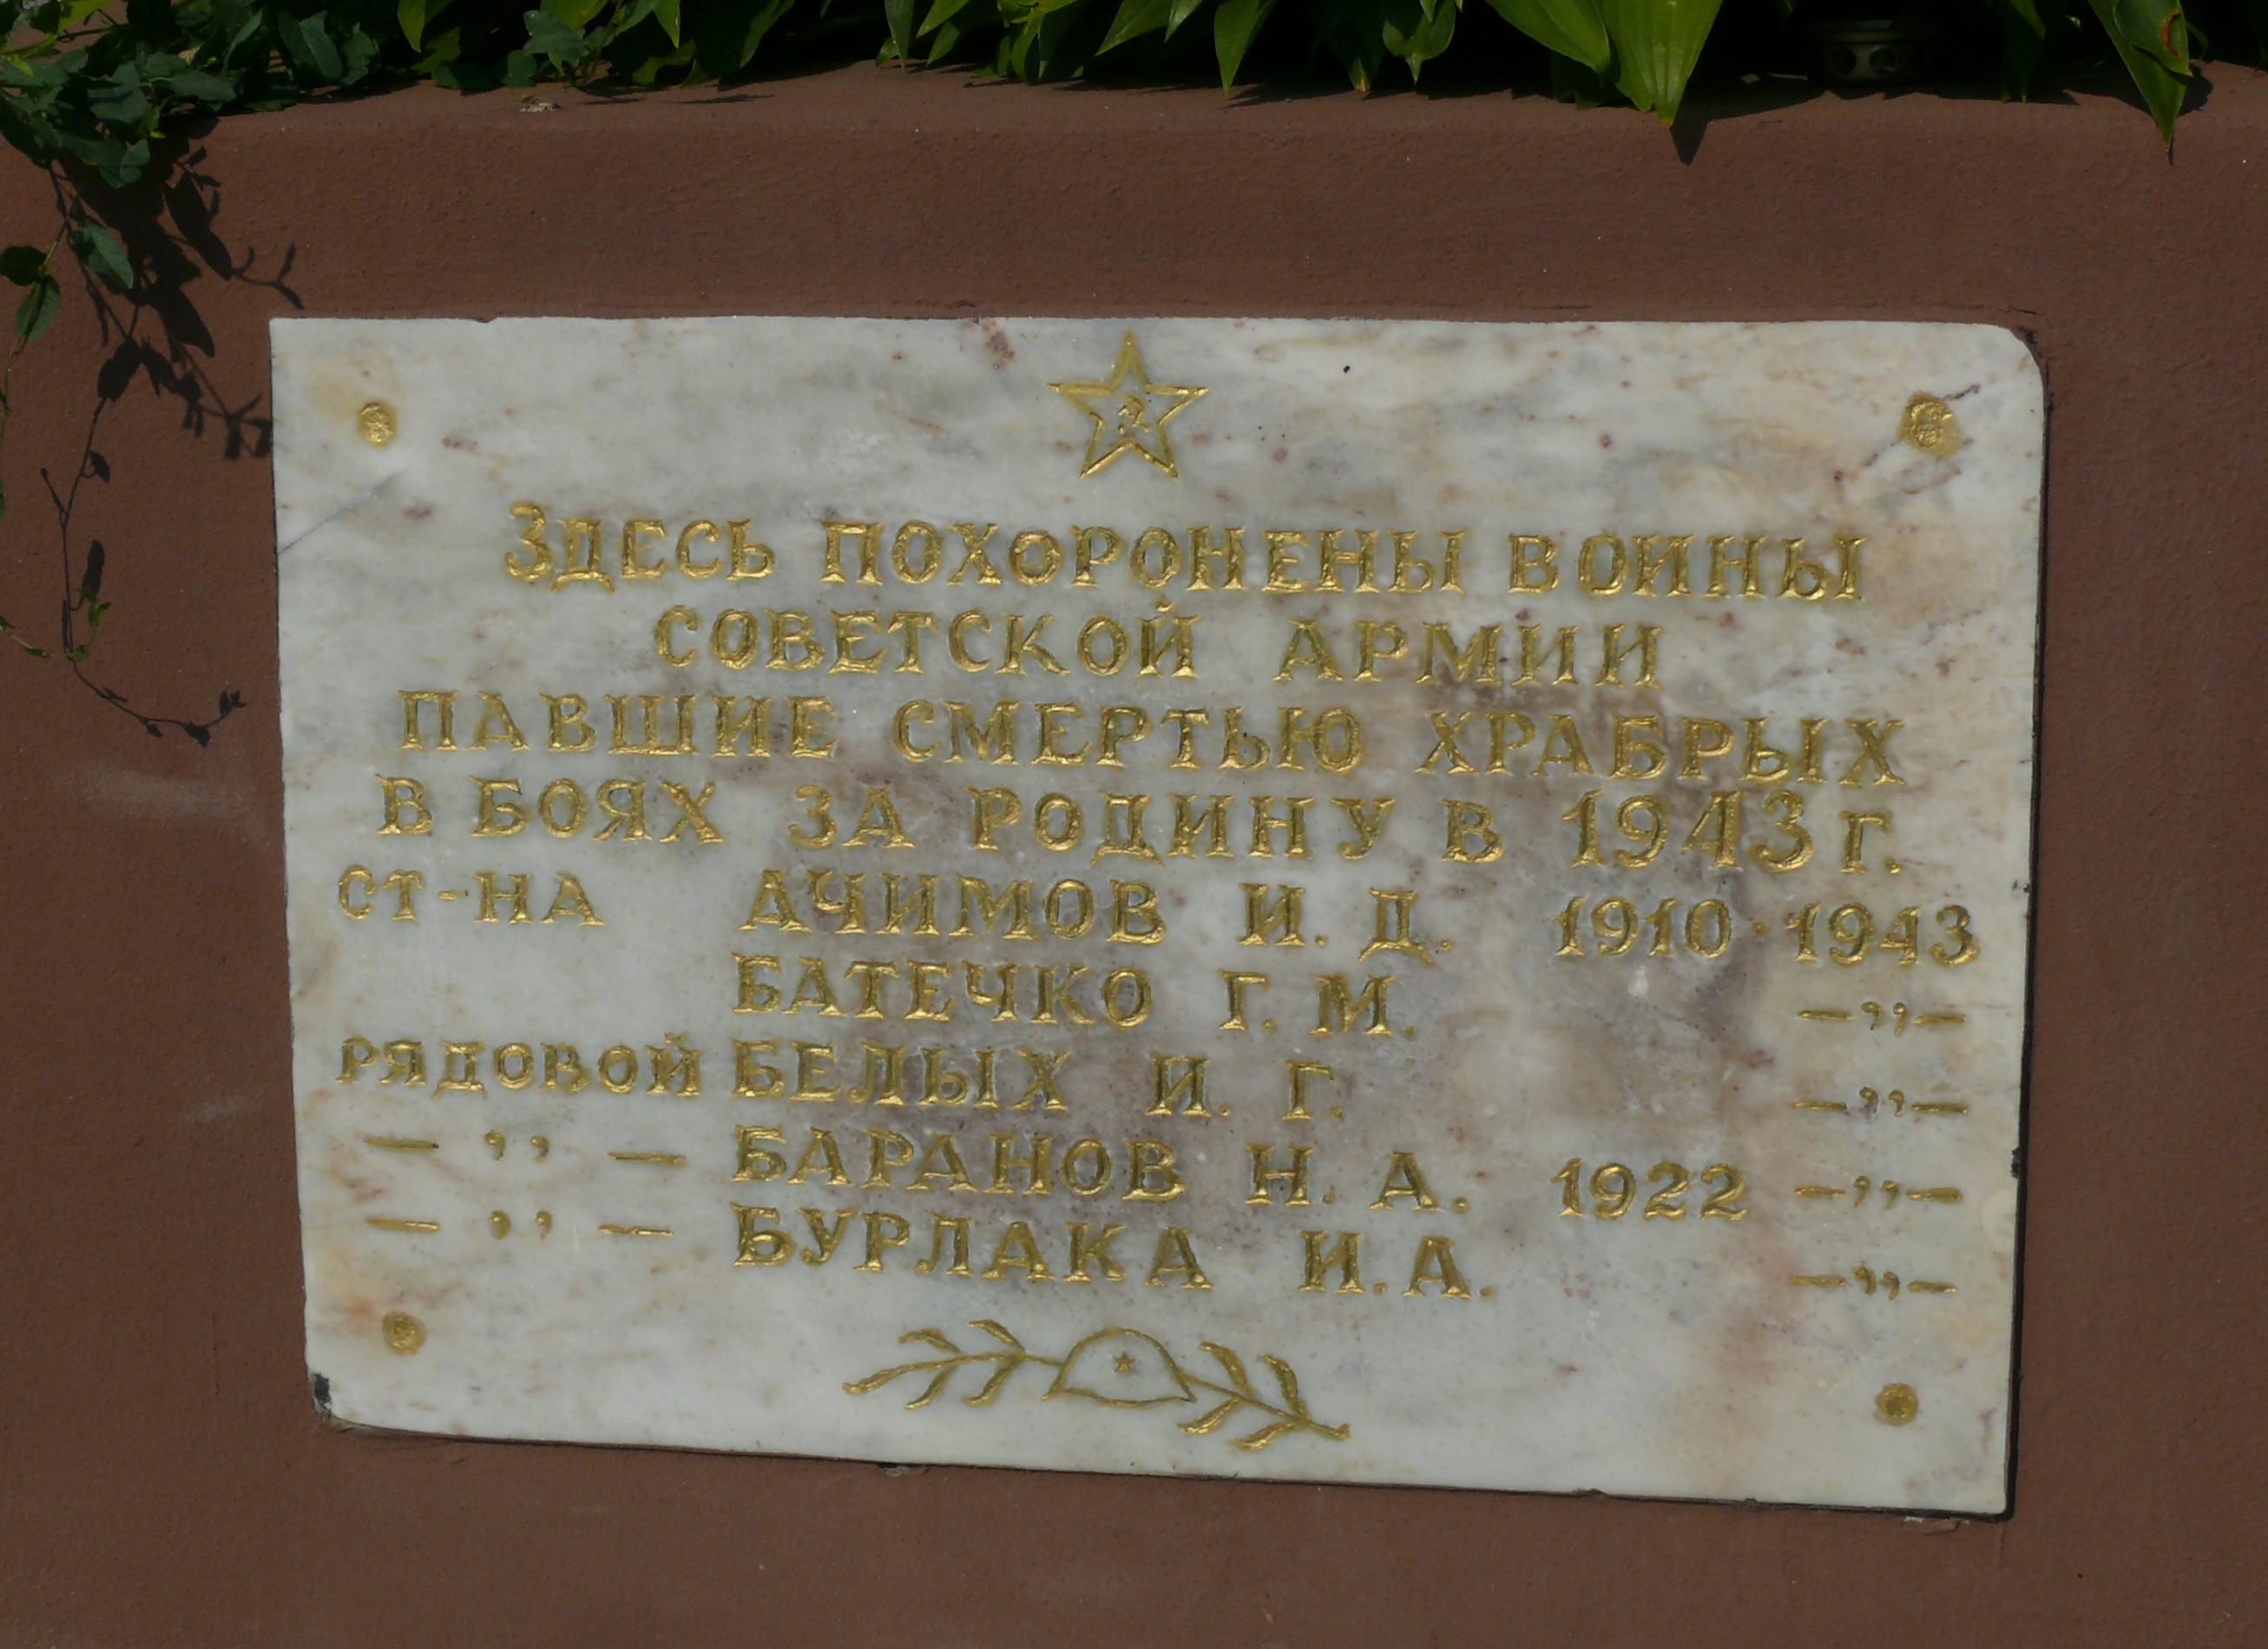 ЗДЕСЬ ПОХОРОНЕНЫ ВОИНЫ
СОВЕТСКОЙ АРМИИ
ПАВШИЕ СМЕРТЬЮ ХРАБРЫХ
В БОЯХ ЗА РОДИНУ В 1943 г.
СТ-НА АЧИМОВ И. Д. 1910 · 1943
БАТЕЧКО Г. М. —,,—
РЯДОВОЙ БЕЛЫХ И. Г. —,,—
— ,, — БАРАНОВ Н. А. 1922 —,,—
— ,, — БУРЛАКА И. А. —,,—